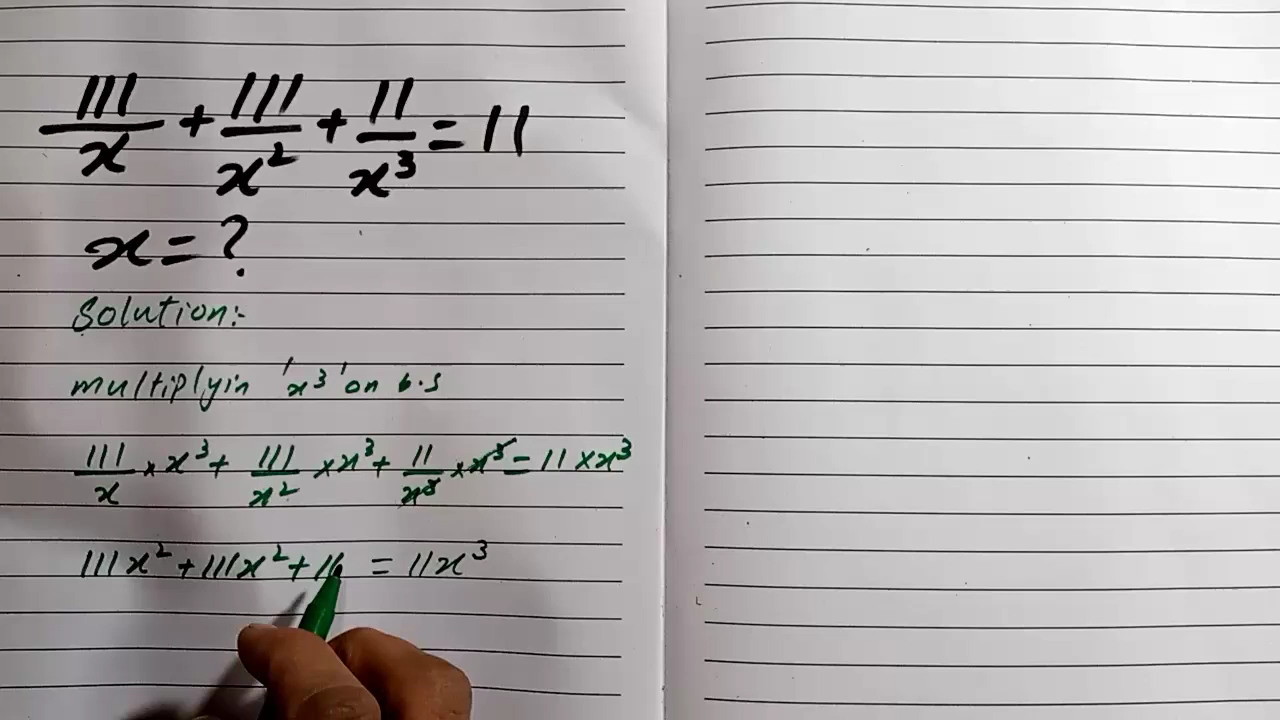 111/x + 111/x² + 11/x³ = 11
x = ?
Solution:-
multiplyin 'x³' on b.s
111/x × x³ + 111/x² × x³ + 11/x³ × x³ = 11 × x³
111x² + 111x² + 11 = 11x³